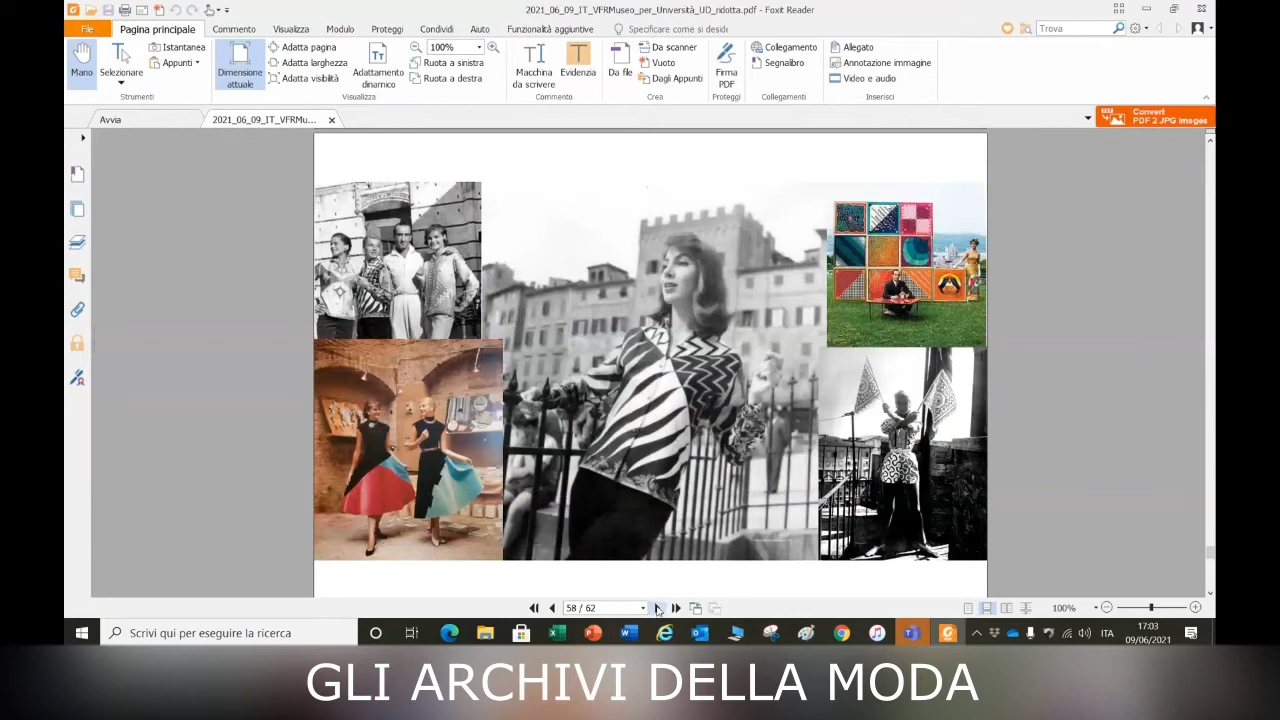 2021_06_09_IT_VFRMuseo_per_Università_UD_ridotta.pdf - Foxit Reader
File Pagina principale Commento Visualizza Modulo Proteggi Condividi Aiuto Funzionalità aggiuntive Specificare come si deside Trova
Mano
Selezionare
Istantanea
Appunti
Strumenti
Dimensione attuale
Adatta pagina
Adatta larghezza
Adatta visibiltà
Adattamento dinamico
100%
Ruota a sinistra
Ruota a destra
Visualizza
Macchina da scrivere
Evidenzia
Commento
Da file
Da scanner
Vuoto
Dagli Appunti
Crea
Firma PDF
Proteggi
Collegamento
Segnalibro
Collegamenti
Allegato
Annotazione immagine
Video e audio
Inserisci
Avvia
2021_06_09_IT_VFRMu...
Convert
PDF 2 JPG Images
58 / 62
100%
Scrivi qui per eseguire la ricerca
ITA
17:03
09/06/2021
GLI ARCHIVI DELLA MODA